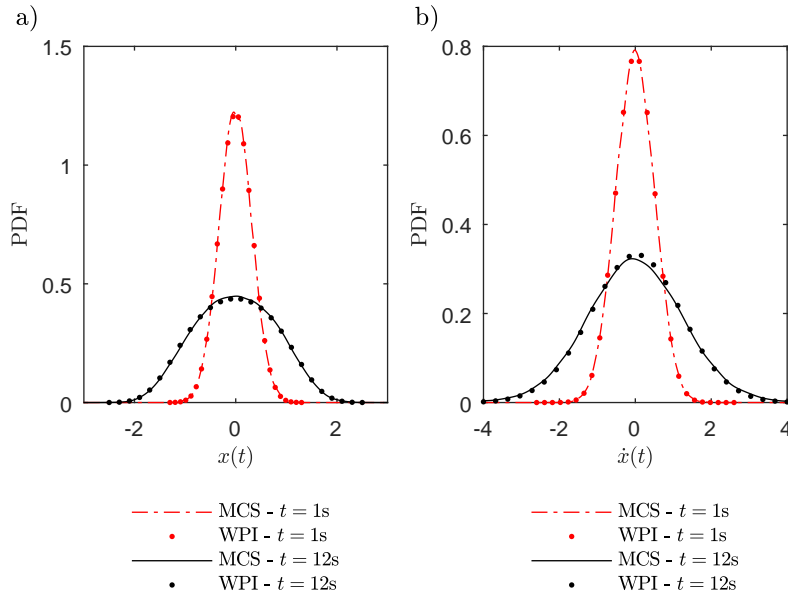 a)
1.5
1
0.5
0
PDF
-2
0
2
x(t)
MCS - t = 1s
WPI - t = 1s
MCS - t = 12s
WPI - t = 12s
b)
0.8
0.6
0.4
0.2
0
PDF
-4
-2
0
2
4
ẋ(t)
MCS - t = 1s
WPI - t = 1s
MCS - t = 12s
WPI - t = 12s